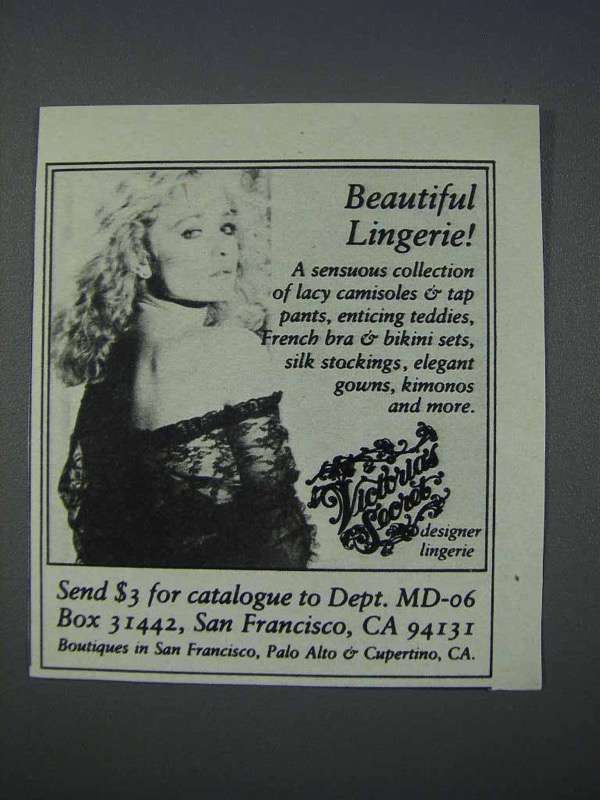 Beautiful
Lingerie!
A sensuous collection
of lacy camisoles & tap
pants, enticing teddies,
French bra & bikini sets,
silk stockings, elegant
gowns, kimonos
and more.
Victoria's
Secret
designer
lingerie
Send $3 for catalogue to Dept. MD-06
Box 31442, San Francisco, CA 94131
Boutiques in San Francisco, Palo Alto & Cupertino, CA.